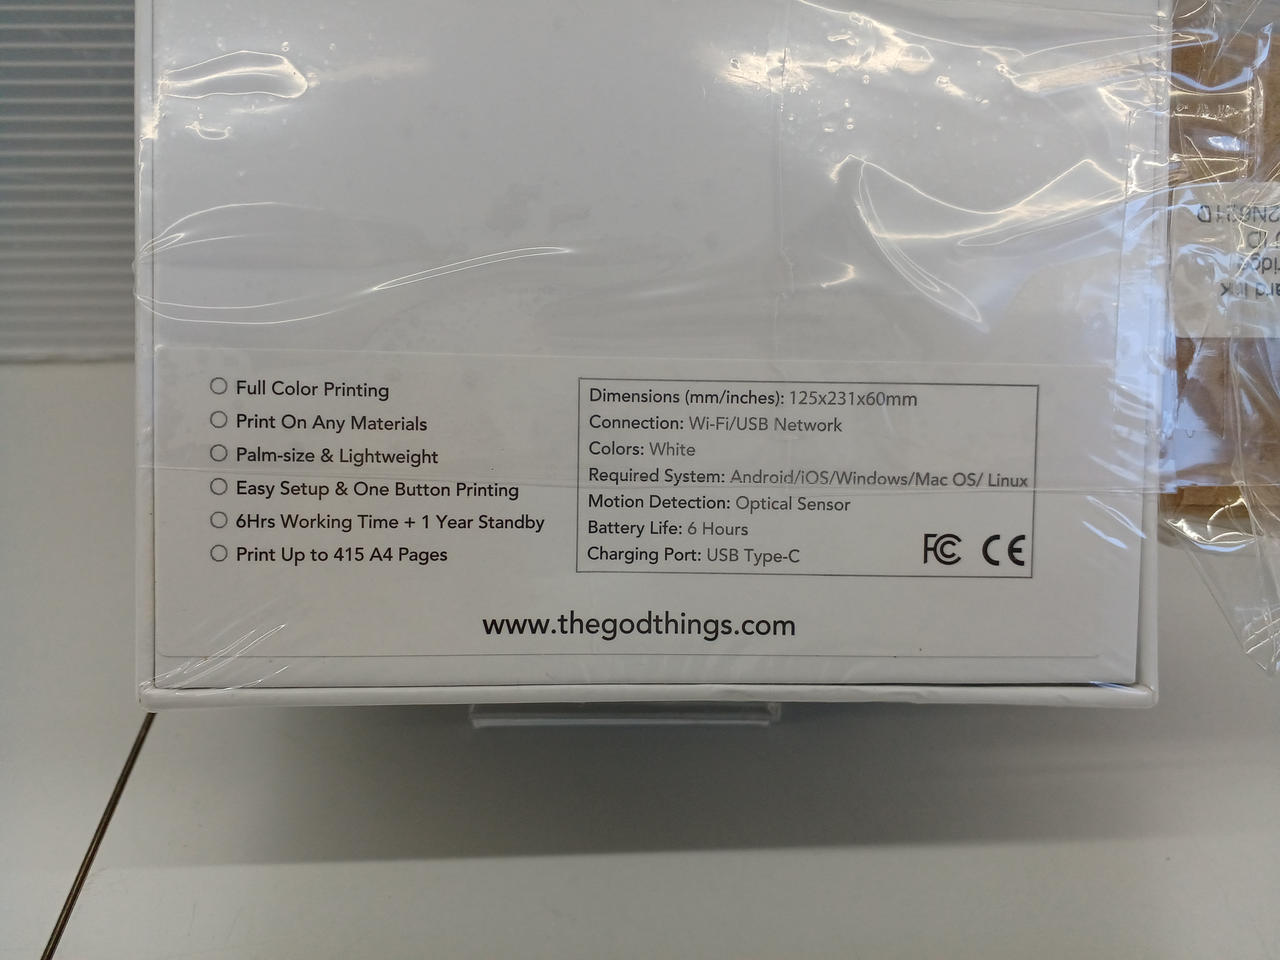 Full Color Printing
Print On Any Materials
Palm-size & Lightweight
Easy Setup & One Button Printing
6Hrs Working Time + 1 Year Standby
Print Up to 415 A4 Pages
Dimensions (mm/inches): 125x231x60mm
Connection: Wi-Fi/USB Network
Colors: White
Required System: Android/iOS/Windows/Mac OS/ Linux
Motion Detection: Optical Sensor
Battery Life: 6 Hours
Charging Port: USB Type-C
FC CE
www.thegodthings.com